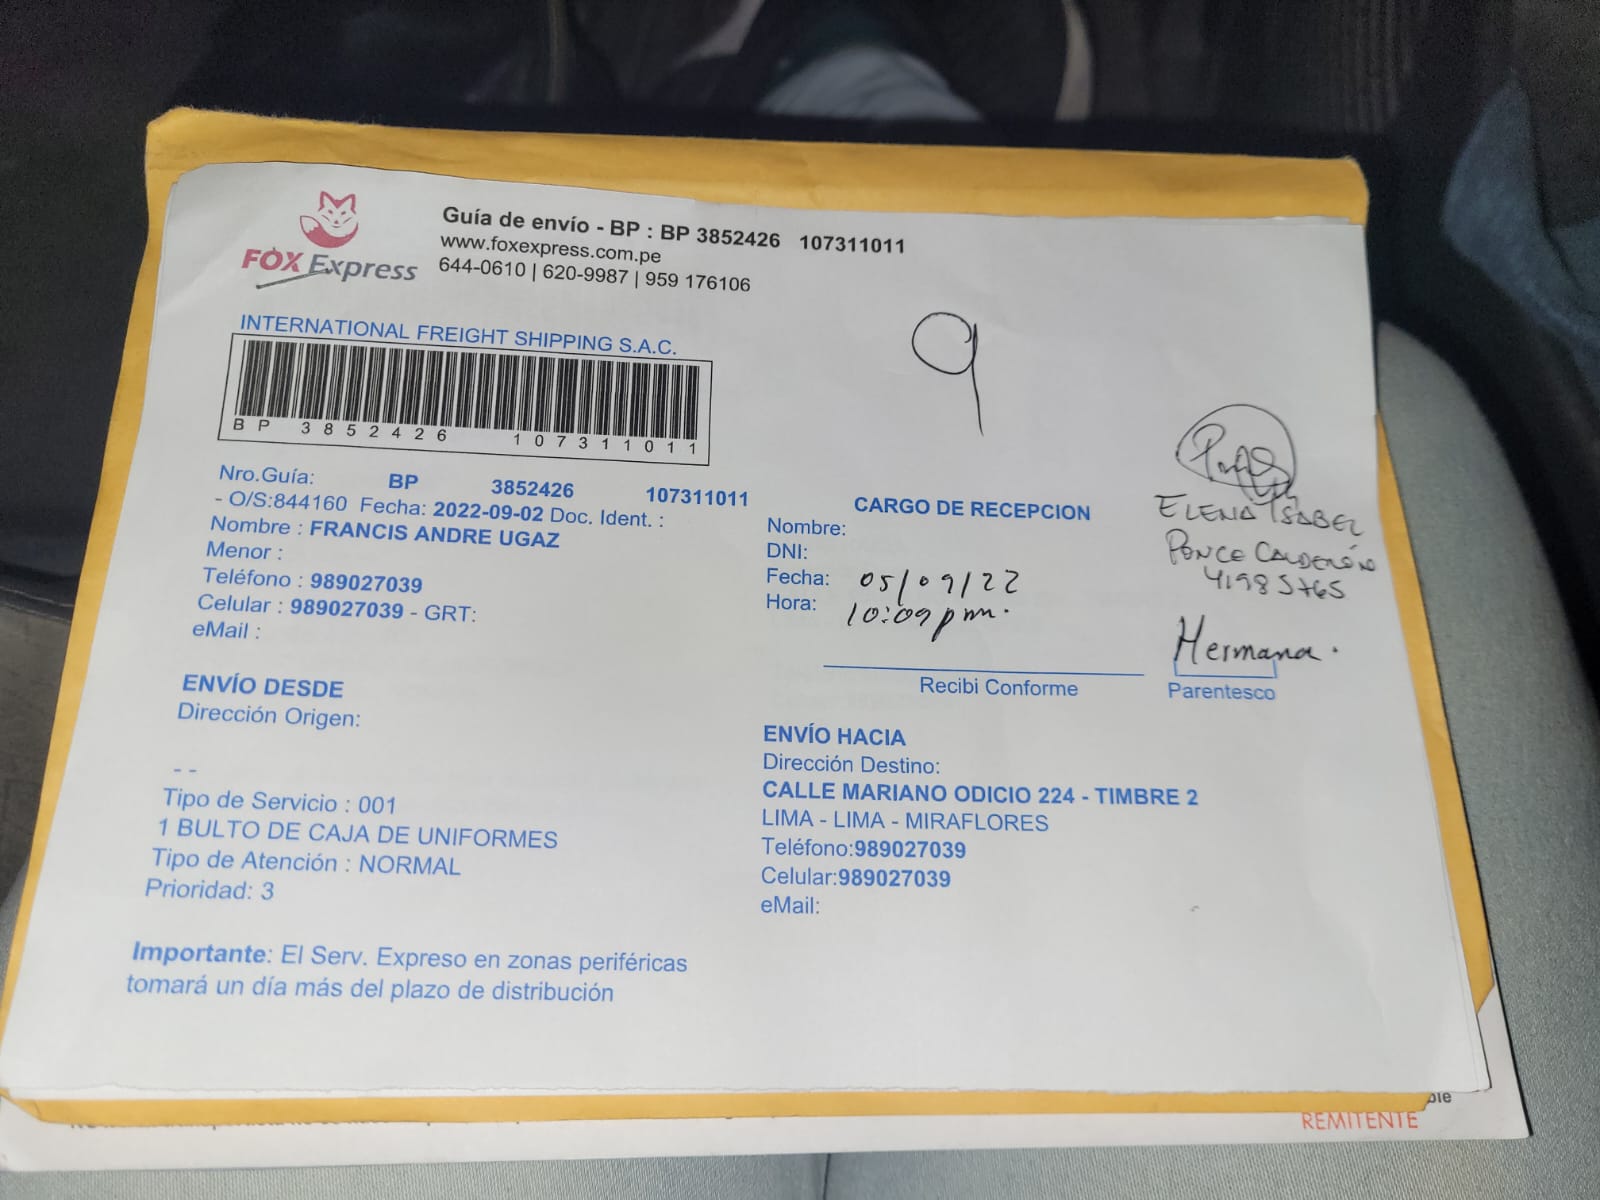 FOX Express
Guía de envío - BP : BP 3852426 107311011
www.foxexpress.com.pe
644-0610 | 620-9987 | 959 176106
9
INTERNATIONAL FREIGHT SHIPPING S.A.C.
BP 3852426 107311011
Nro.Guía: BP 3852426 107311011
- O/S:844160 Fecha: 2022-09-02 Doc. Ident. :
Nombre : FRANCIS ANDRE UGAZ
Menor :
Teléfono : 989027039
Celular : 989027039 - GRT:
eMail :
CARGO DE RECEPCION
Nombre:
DNI:
Fecha: 05/09/22
Hora: 10:09 pm.
Recibi Conforme
ELENA ISABEL
PONCE CALDERÓN
41985765
Hermana.
Parentesco
ENVÍO DESDE
Dirección Origen:
- -
Tipo de Servicio : 001
1 BULTO DE CAJA DE UNIFORMES
Tipo de Atención : NORMAL
Prioridad: 3
ENVÍO HACIA
Dirección Destino:
CALLE MARIANO ODICIO 224 - TIMBRE 2
LIMA - LIMA - MIRAFLORES
Teléfono:989027039
Celular:989027039
eMail:
Importante: El Serv. Expreso en zonas periféricas
tomará un día más del plazo de distribución
REMITENTE